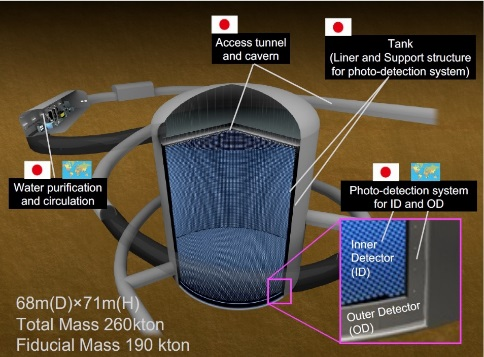 Access tunnel
and cavern
Tank
(Liner and Support structure
for photo-detection system)
Water purification
and circulation
Photo-detection system
for ID and OD
Inner
Detector
(ID)
Outer Detector
(OD)
68m(D)×71m(H)
Total Mass 260kton
Fiducial Mass 190 kton